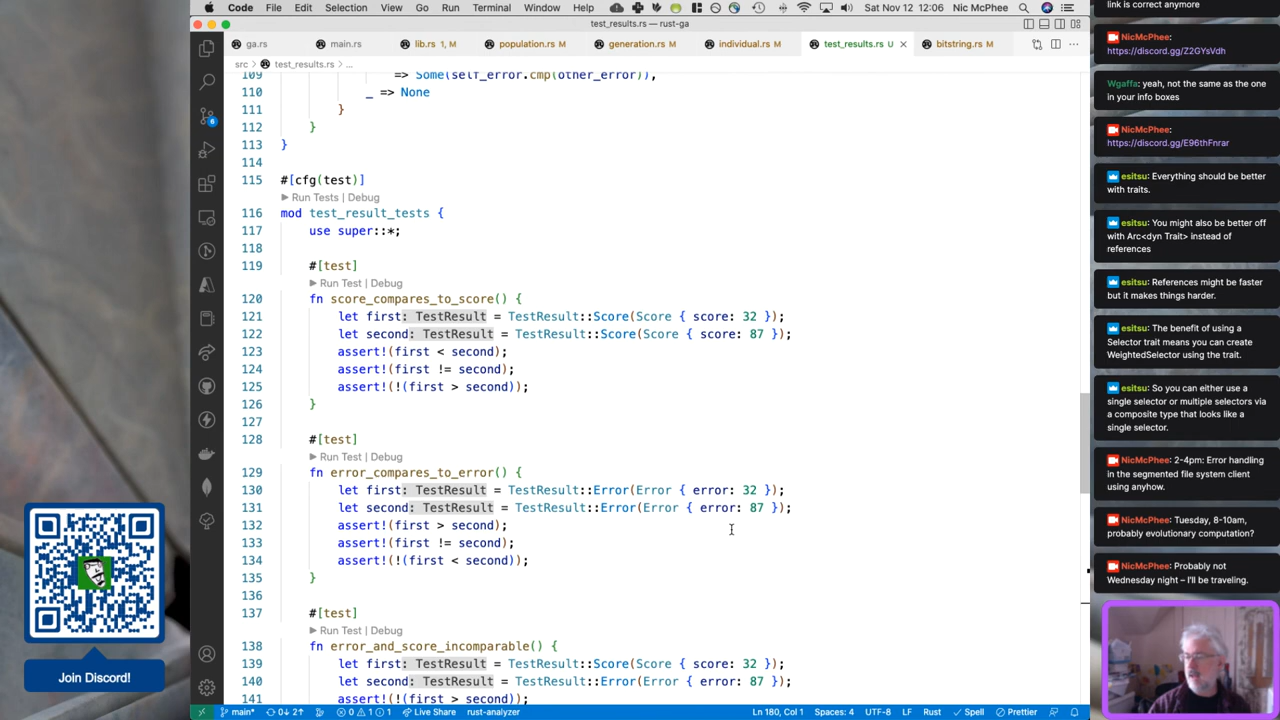 Code File Edit Selection View Go Run Terminal Window Help Sat Nov 12 12:06 Nic McPhee
test_results.rs — rust-ga
ga.rs main.rs lib.rs 1, M population.rs M generation.rs M individual.rs M test_results.rs U bitstring.rs M
src > test_results.rs > ...
109 => Some(self_error.cmp(other_error)),
110 _ => None
111 }
112 }
113 }
114
115 #[cfg(test)]
Run Tests | Debug
116 mod test_result_tests {
117 use super::*;
118
119 #[test]
Run Test | Debug
120 fn score_compares_to_score() {
121 let first: TestResult = TestResult::Score(Score { score: 32 });
122 let second: TestResult = TestResult::Score(Score { score: 87 });
123 assert!(first < second);
124 assert!(first != second);
125 assert!(!(first > second));
126 }
127
128 #[test]
Run Test | Debug
129 fn error_compares_to_error() {
130 let first: TestResult = TestResult::Error(Error { error: 32 });
131 let second: TestResult = TestResult::Error(Error { error: 87 });
132 assert!(first > second);
133 assert!(first != second);
134 assert!(!(first < second));
135 }
136
137 #[test]
Run Test | Debug
138 fn error_and_score_incomparable() {
139 let first: TestResult = TestResult::Score(Score { score: 32 });
140 let second: TestResult = TestResult::Error(Error { error: 87 });
141 assert!(!(first > second));
6
main* 0↓ 2↑ 0 1 1 Live Share rust-analyzer Ln 180, Col 1 Spaces: 4 UTF-8 LF Rust Spell Prettier
Join Discord!
link is correct anymore
NicMcPhee:
https://discord.gg/Z2GYsVdh
Wgaffa: yeah, not the same as the one
in your info boxes
NicMcPhee:
https://discord.gg/E96thFnrar
esitsu: Everything should be better
with traits.
esitsu: You might also be better off
with Arc<dyn Trait> instead of
references
esitsu: References might be faster
but it makes things harder.
esitsu: The benefit of using a
Selector trait means you can create
WeightedSelector using the trait.
esitsu: So you can either use a
single selector or multiple selectors via
a composite type that looks like a
single selector.
NicMcPhee: 2-4pm: Error handling
in the segmented file system client
using anyhow.
NicMcPhee: Tuesday, 8-10am,
probably evolutionary computation?
NicMcPhee: Probably not
Wednesday night – I'll be traveling.